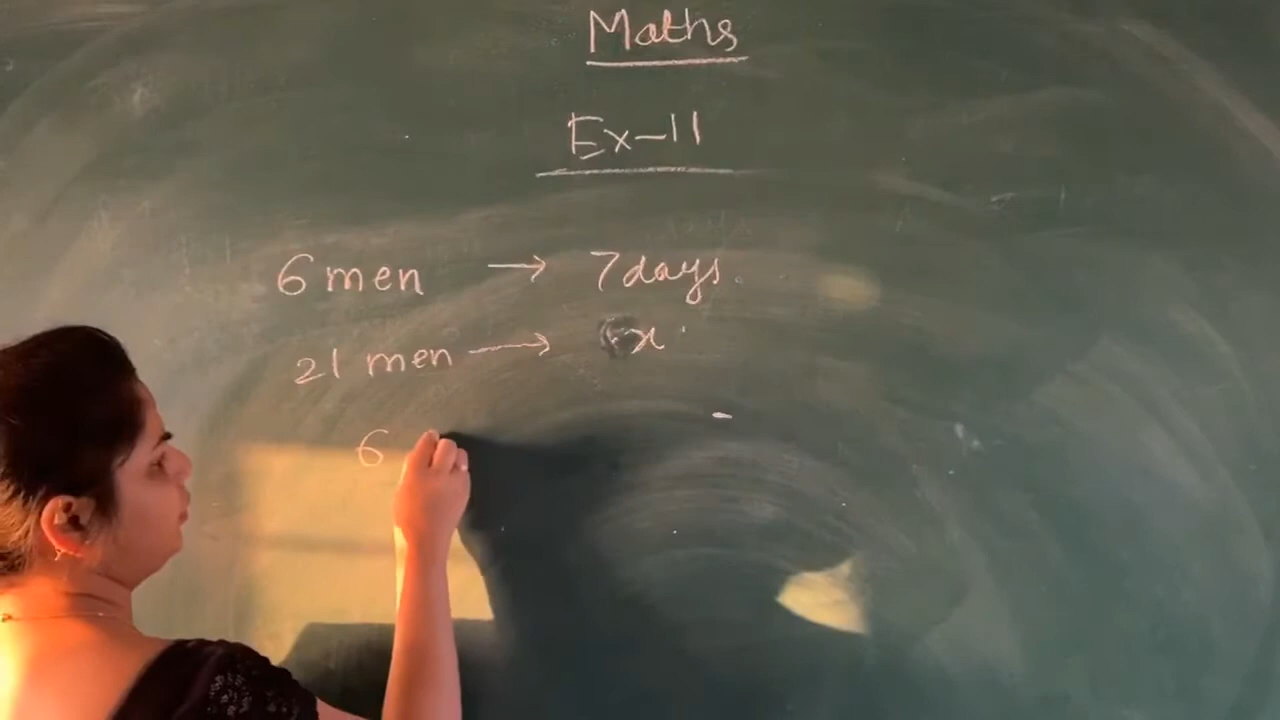 Maths
Ex-11
6 men → 7 days.
21 men → x
6